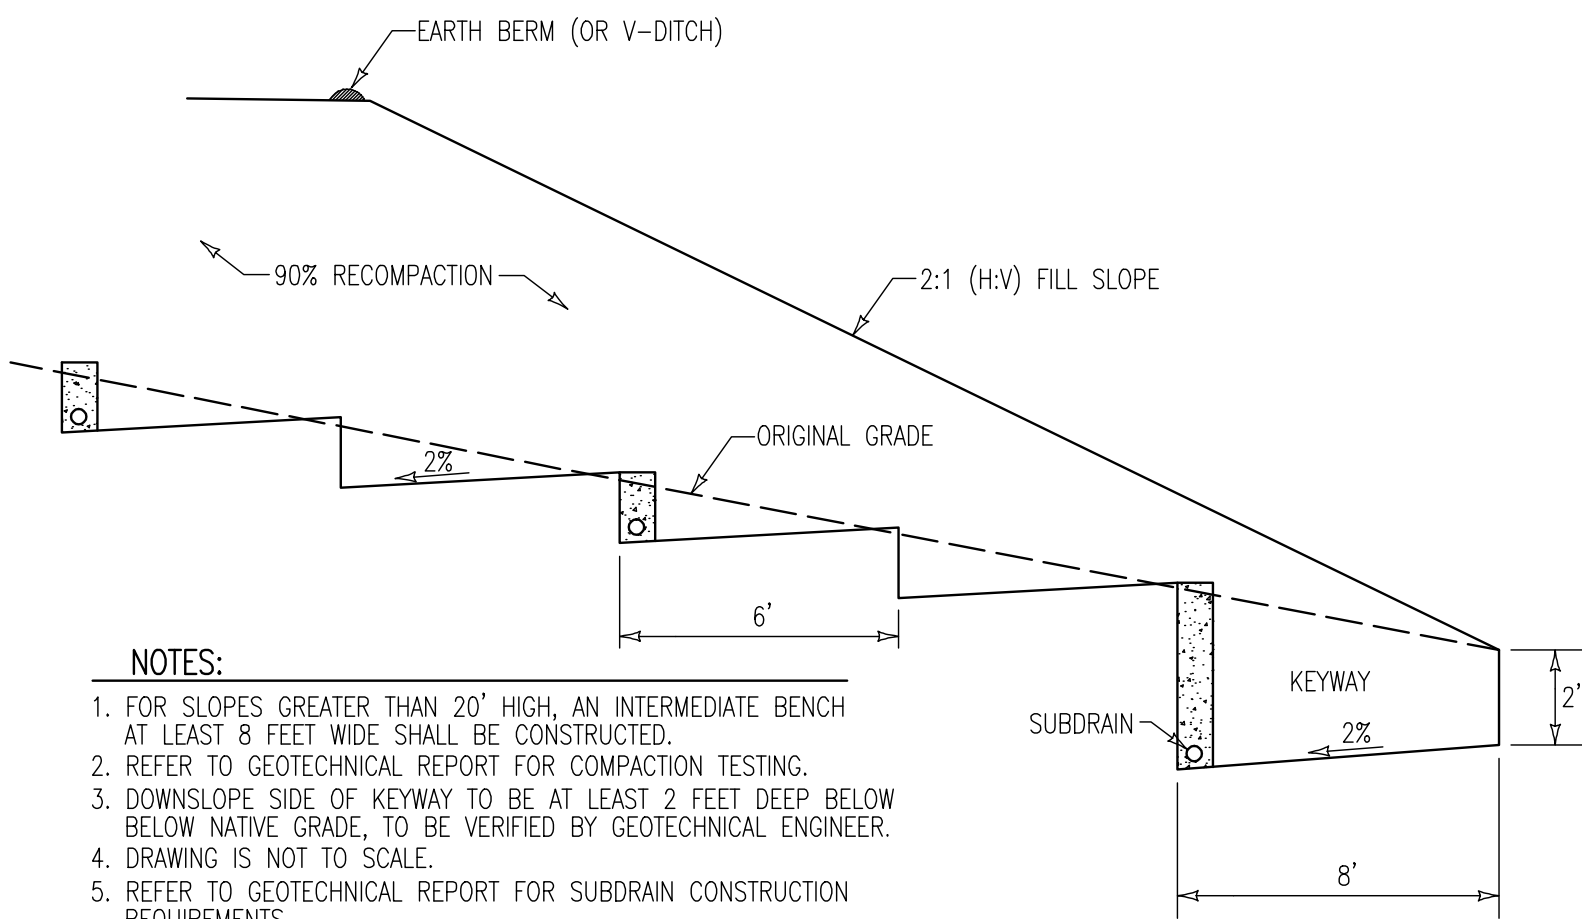 EARTH BERM (OR V-DITCH)
90% RECOMPACTION
2:1 (H:V) FILL SLOPE
ORIGINAL GRADE
2%
6'
KEYWAY
2'
SUBDRAIN
2%
8'
NOTES:
1. FOR SLOPES GREATER THAN 20' HIGH, AN INTERMEDIATE BENCH
AT LEAST 8 FEET WIDE SHALL BE CONSTRUCTED.
2. REFER TO GEOTECHNICAL REPORT FOR COMPACTION TESTING.
3. DOWNSLOPE SIDE OF KEYWAY TO BE AT LEAST 2 FEET DEEP BELOW
BELOW NATIVE GRADE, TO BE VERIFIED BY GEOTECHNICAL ENGINEER.
4. DRAWING IS NOT TO SCALE.
5. REFER TO GEOTECHNICAL REPORT FOR SUBDRAIN CONSTRUCTION
REQUIREMENTS